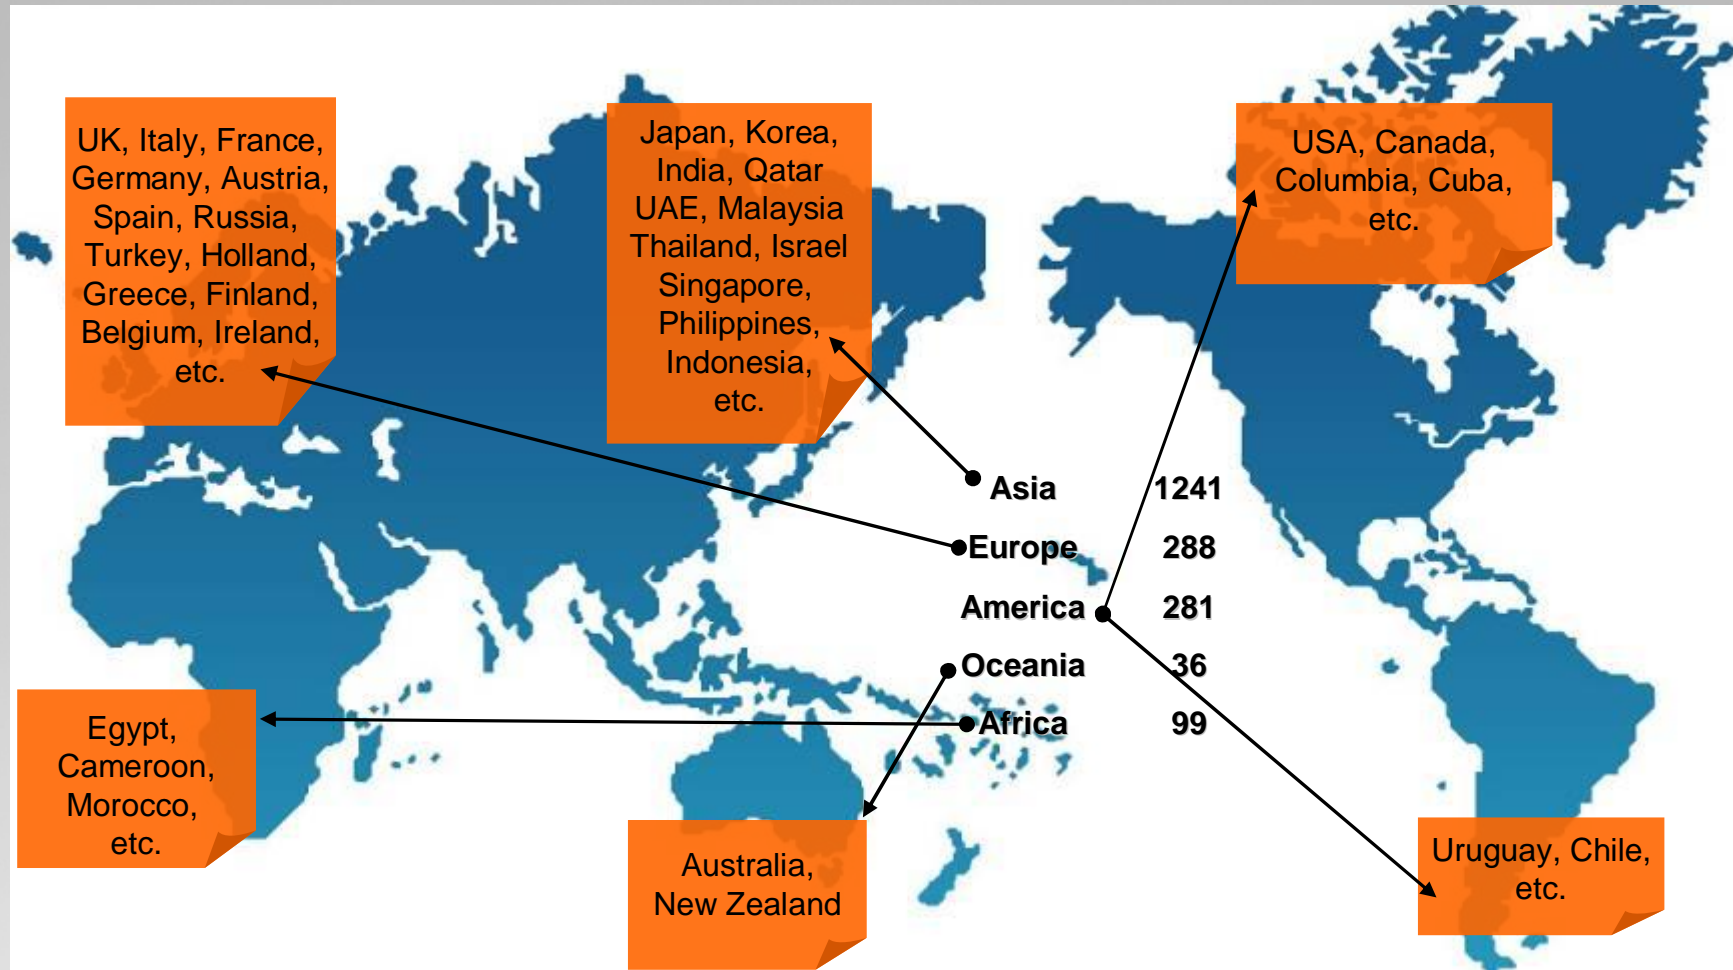 UK, Italy, France,
Germany, Austria,
Spain, Russia,
Turkey, Holland,
Greece, Finland,
Belgium, Ireland,
etc.
Japan, Korea,
India, Qatar
UAE, Malaysia
Thailand, Israel
Singapore,
Philippines,
Indonesia,
etc.
USA, Canada,
Columbia, Cuba,
etc.
Asia 1241
Europe 288
America 281
Oceania 36
Africa 99
Egypt,
Cameroon,
Morocco,
etc.
Australia,
New Zealand
Uruguay, Chile,
etc.